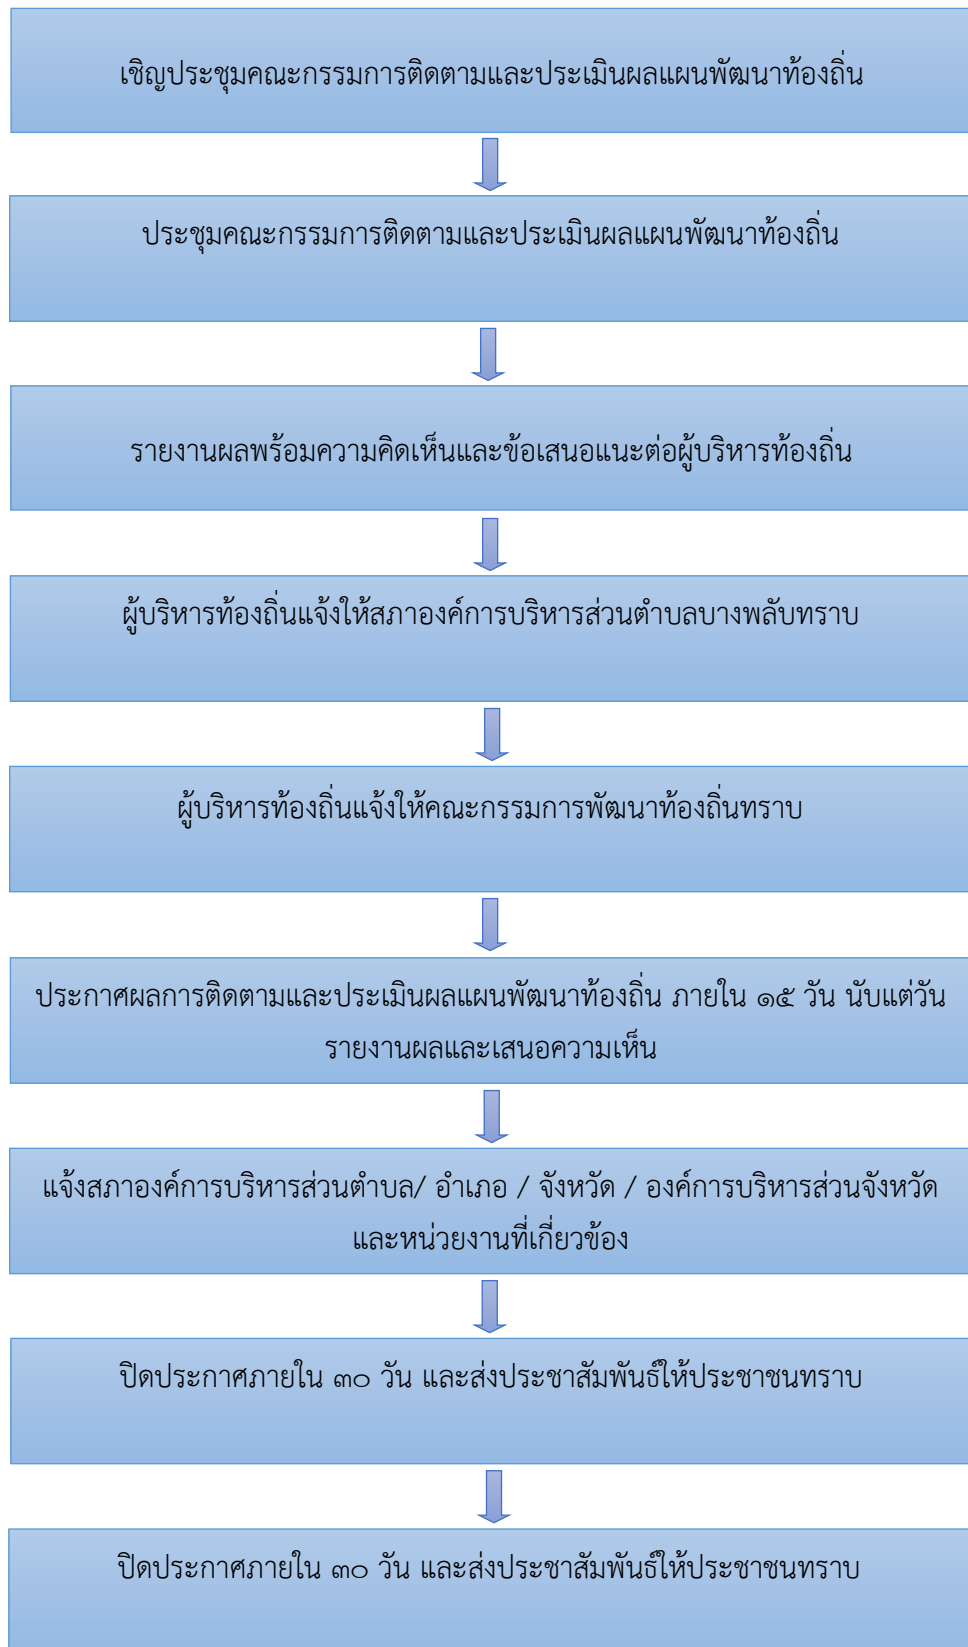 เชิญประชุมคณะกรรมการติดตามและประเมินผลแผนพัฒนาท้องถิ่น
ประชุมคณะกรรมการติดตามและประเมินผลแผนพัฒนาท้องถิ่น
รายงานผลพร้อมความคิดเห็นและข้อเสนอแนะต่อผู้บริหารท้องถิ่น
ผู้บริหารท้องถิ่นแจ้งให้สภาองค์การบริหารส่วนตำบลบางพลับทราบ
ผู้บริหารท้องถิ่นแจ้งให้คณะกรรมการพัฒนาท้องถิ่นทราบ
ประกาศผลการติดตามและประเมินผลแผนพัฒนาท้องถิ่น ภายใน ๑๕ วัน นับแต่วัน
รายงานผลและเสนอความเห็น
แจ้งสภาองค์การบริหารส่วนตำบล/ อำเภอ / จังหวัด / องค์การบริหารส่วนจังหวัด
และหน่วยงานที่เกี่ยวข้อง
ปิดประกาศภายใน ๓๐ วัน และส่งประชาสัมพันธ์ให้ประชาชนทราบ
ปิดประกาศภายใน ๓๐ วัน และส่งประชาสัมพันธ์ให้ประชาชนทราบ